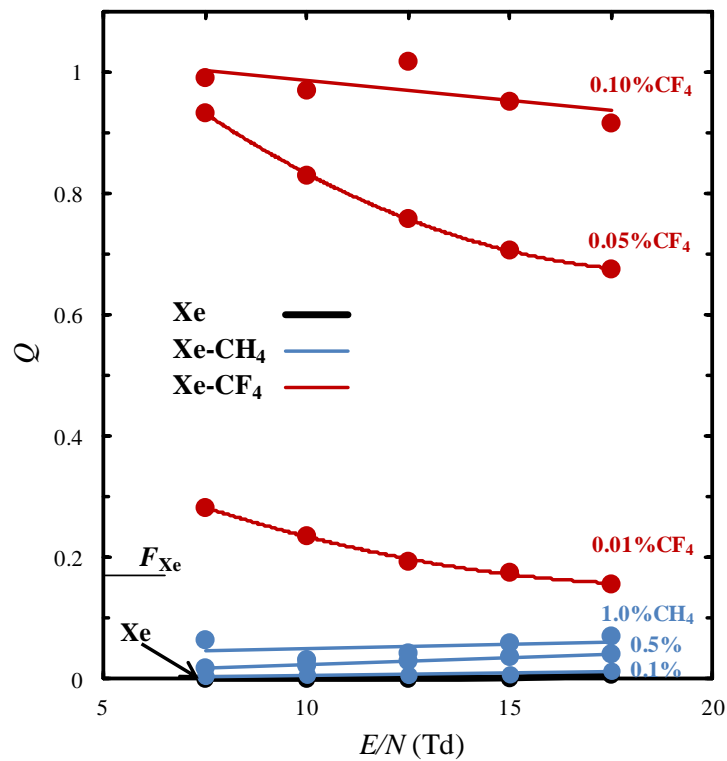 1
0.10%CF₄
0.8
0.05%CF₄
0.6
Xe
Xe-CH₄
Xe-CF₄
Q
0.4
0.01%CF₄
0.2
F_Xe
1.0%CH₄
Xe
0.5%
0.1%
0
5
10
15
20
E/N (Td)